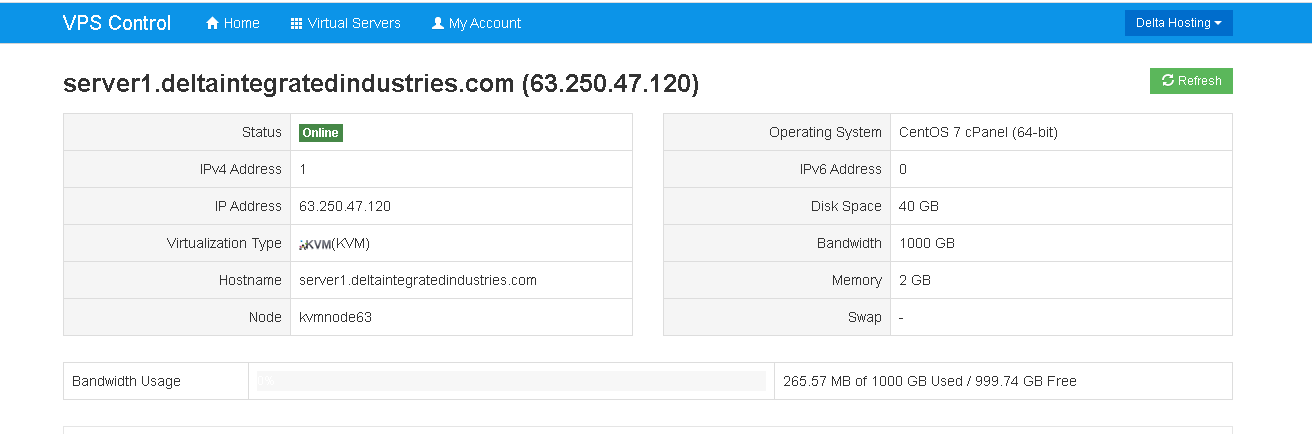 VPS Control Home Virtual Servers My Account Delta Hosting
server1.deltaintegratedindustries.com (63.250.47.120) Refresh
Status Online Operating System CentOS 7 cPanel (64-bit)
IPv4 Address 1 IPv6 Address 0
IP Address 63.250.47.120 Disk Space 40 GB
Virtualization Type KVM(KVM) Bandwidth 1000 GB
Hostname server1.deltaintegratedindustries.com Memory 2 GB
Node kvmnode63 Swap -
Bandwidth Usage 0% 265.57 MB of 1000 GB Used / 999.74 GB Free